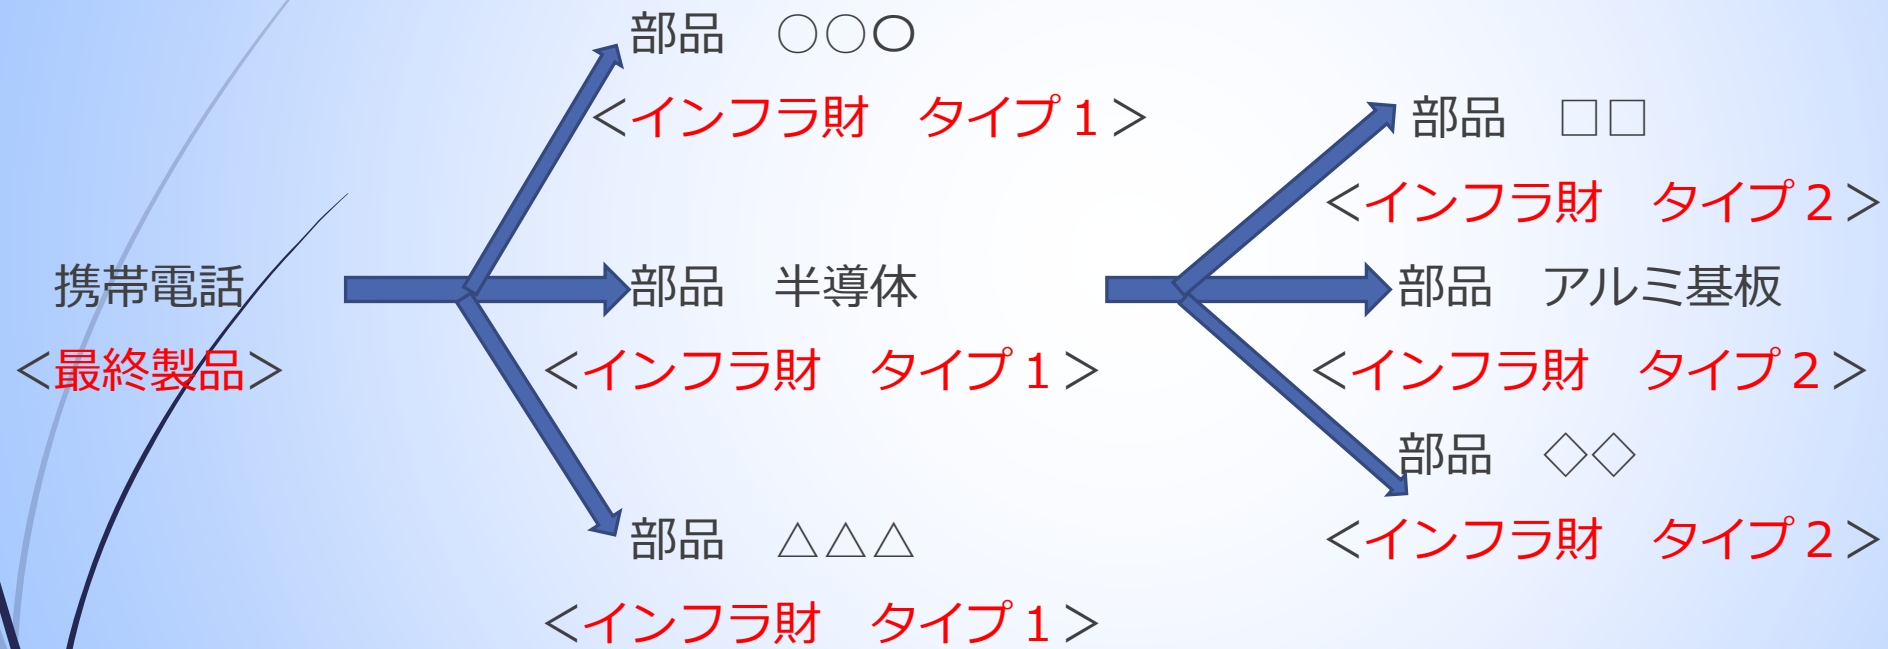 部品　○○〇
＜インフラ財　タイプ１＞
部品　□□
＜インフラ財　タイプ２＞
携帯電話
＜最終製品＞
部品　半導体
＜インフラ財　タイプ１＞
部品　アルミ基板
＜インフラ財　タイプ２＞
部品　◇◇
＜インフラ財　タイプ２＞
部品　△△△
＜インフラ財　タイプ１＞